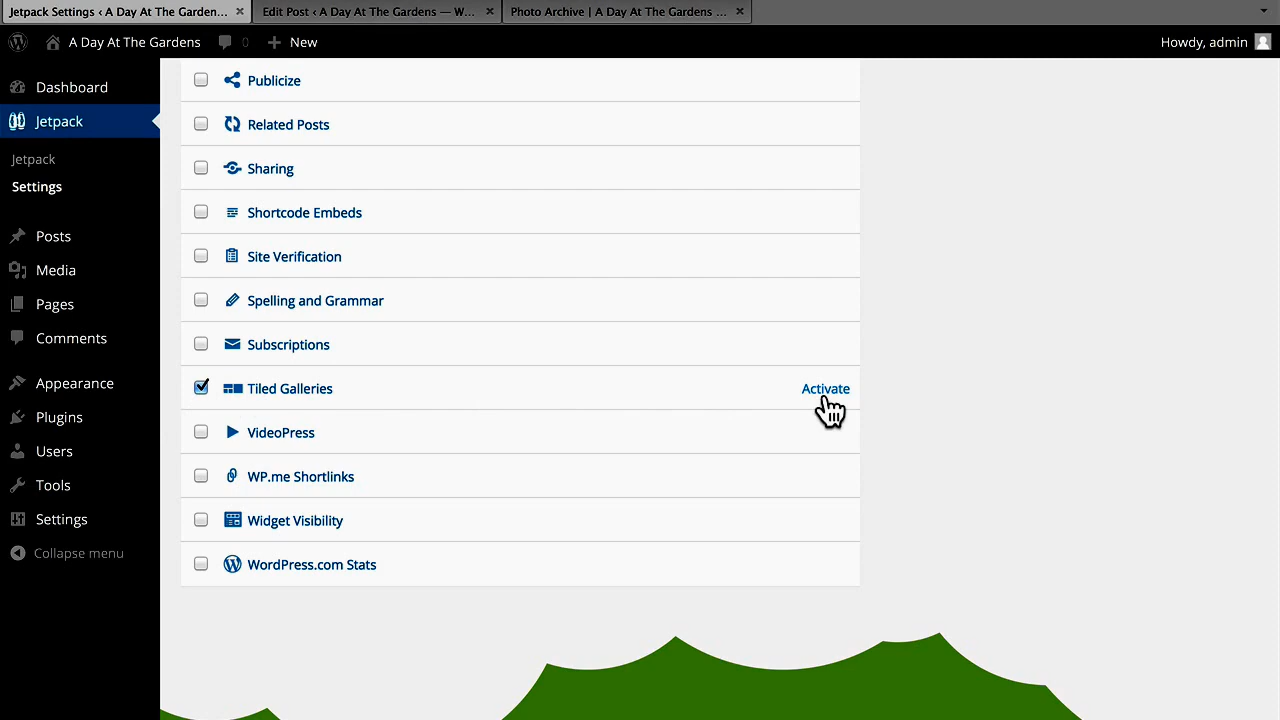 Jetpack Settings ‹ A Day At The Garden...
Edit Post ‹ A Day At The Gardens — W...
Photo Archive | A Day At The Gardens ...
A Day At The Gardens
0
New
Howdy, admin
Dashboard
Jetpack
Jetpack
Settings
Posts
Media
Pages
Comments
Appearance
Plugins
Users
Tools
Settings
Collapse menu
Publicize
Related Posts
Sharing
Shortcode Embeds
Site Verification
Spelling and Grammar
Subscriptions
Tiled Galleries
Activate
VideoPress
WP.me Shortlinks
Widget Visibility
WordPress.com Stats